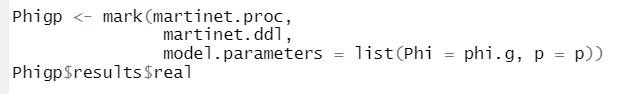 Phigp <- mark(martinet.proc,
martinet.ddl,
model.parameters = list(Phi = phi.g, p = p))
Phigp$results$real